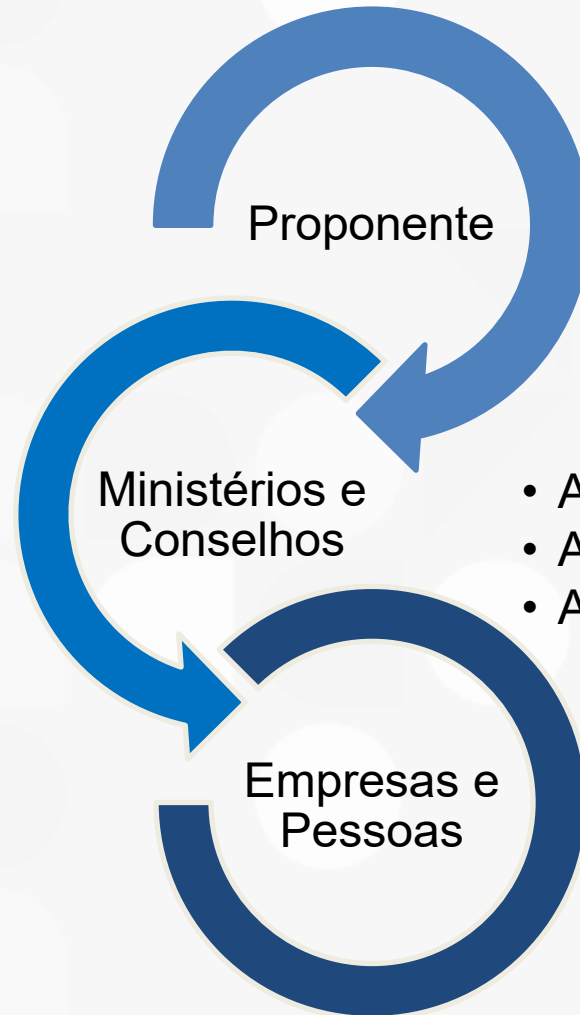 Proponente
Ministérios e
Conselhos
• A
• A
• A
Empresas e
Pessoas